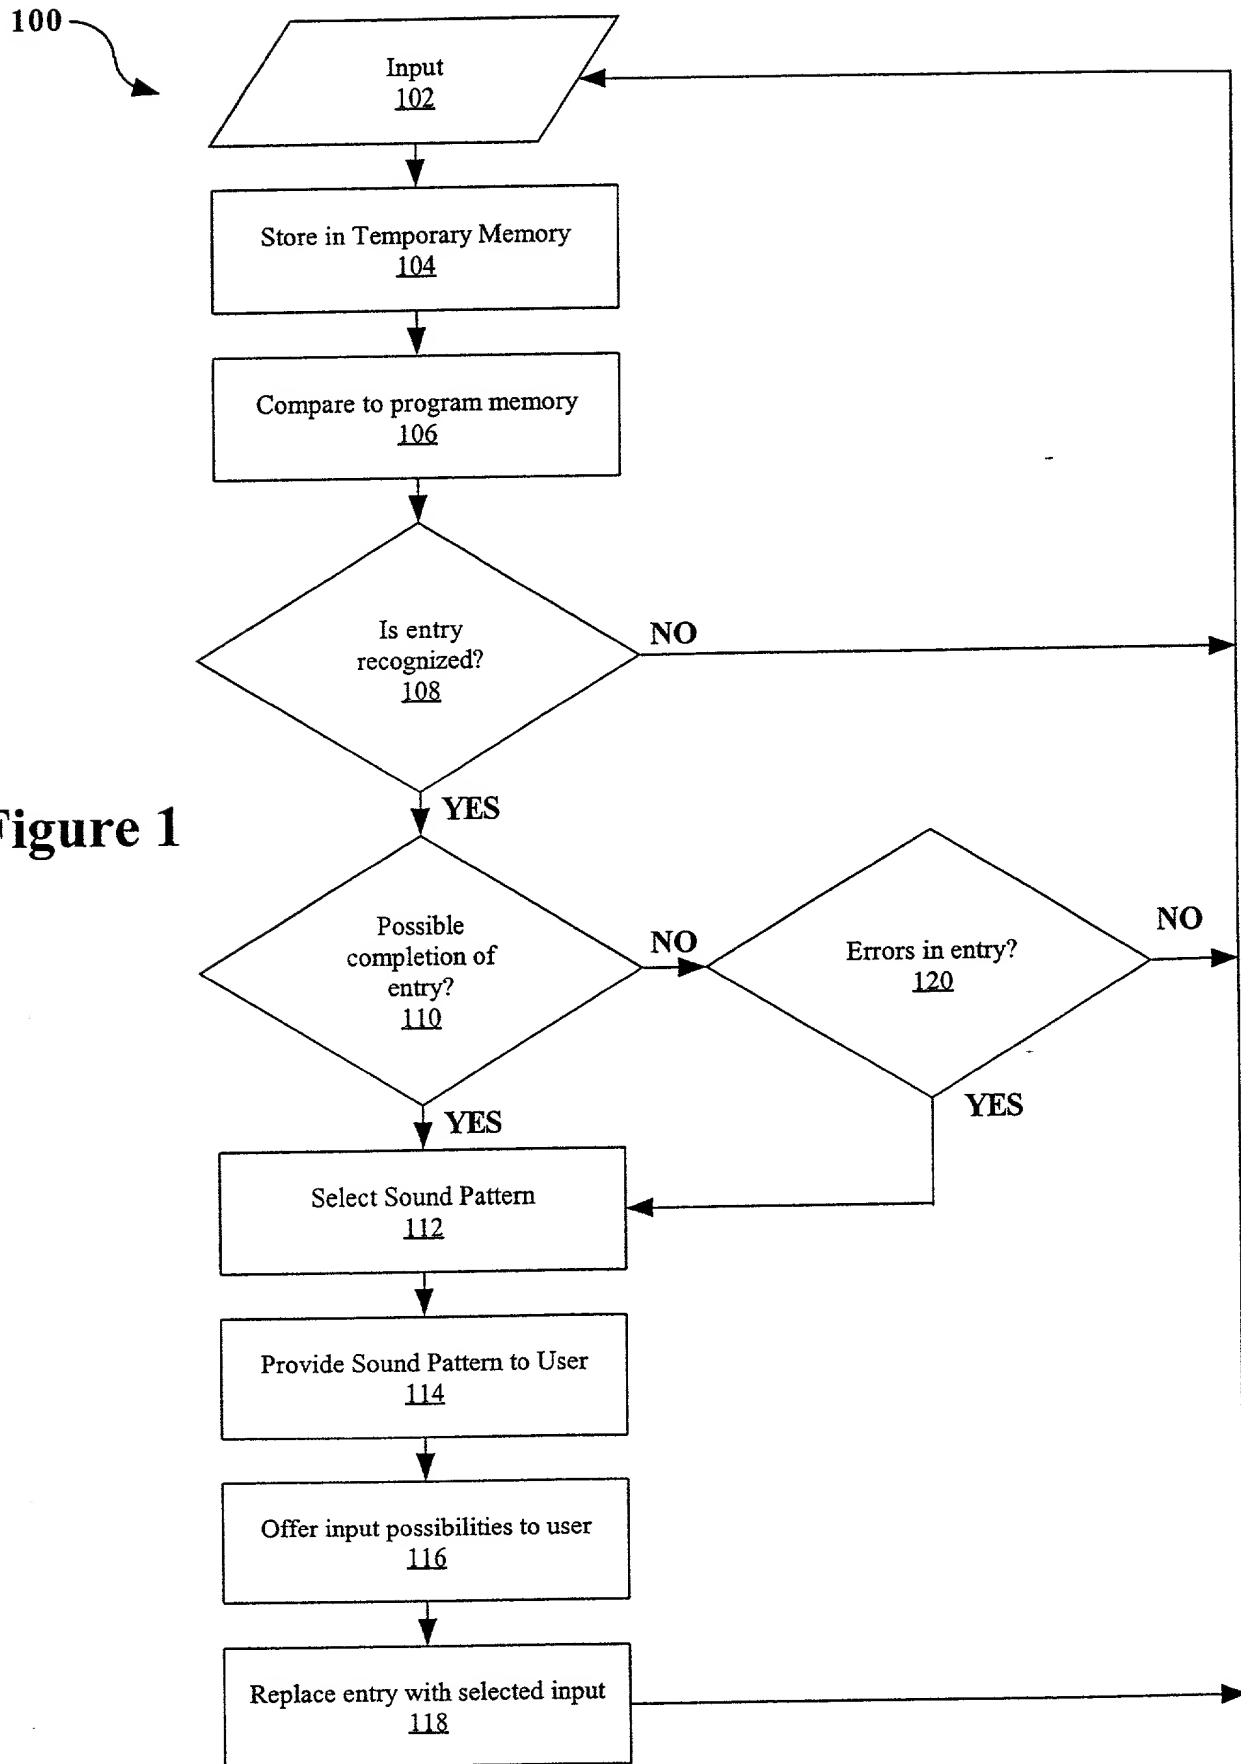 100
Input
102
Store in Temporary Memory
104
Compare to program memory
106
Is entry
recognized?
108
NO
YES
Figure 1
Possible
completion of
entry?
110
NO
Errors in entry?
120
NO
YES
YES
Select Sound Pattern
112
Provide Sound Pattern to User
114
Offer input possibilities to user
116
Replace entry with selected input
118